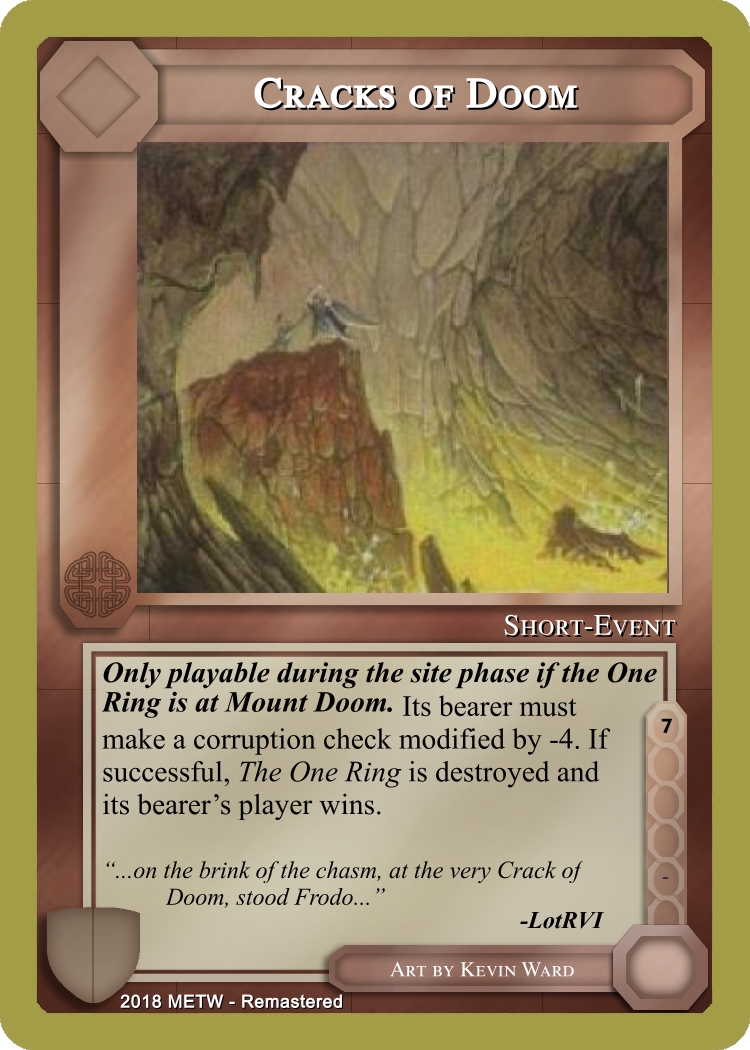 Cracks of Doom
Short-Event
Only playable during the site phase if the One
Ring is at Mount Doom. Its bearer must
make a corruption check modified by -4. If
successful, The One Ring is destroyed and
its bearer’s player wins.
7
-
“...on the brink of the chasm, at the very Crack of
Doom, stood Frodo...”
-LotRVI
Art by Kevin Ward
2018 METW - Remastered